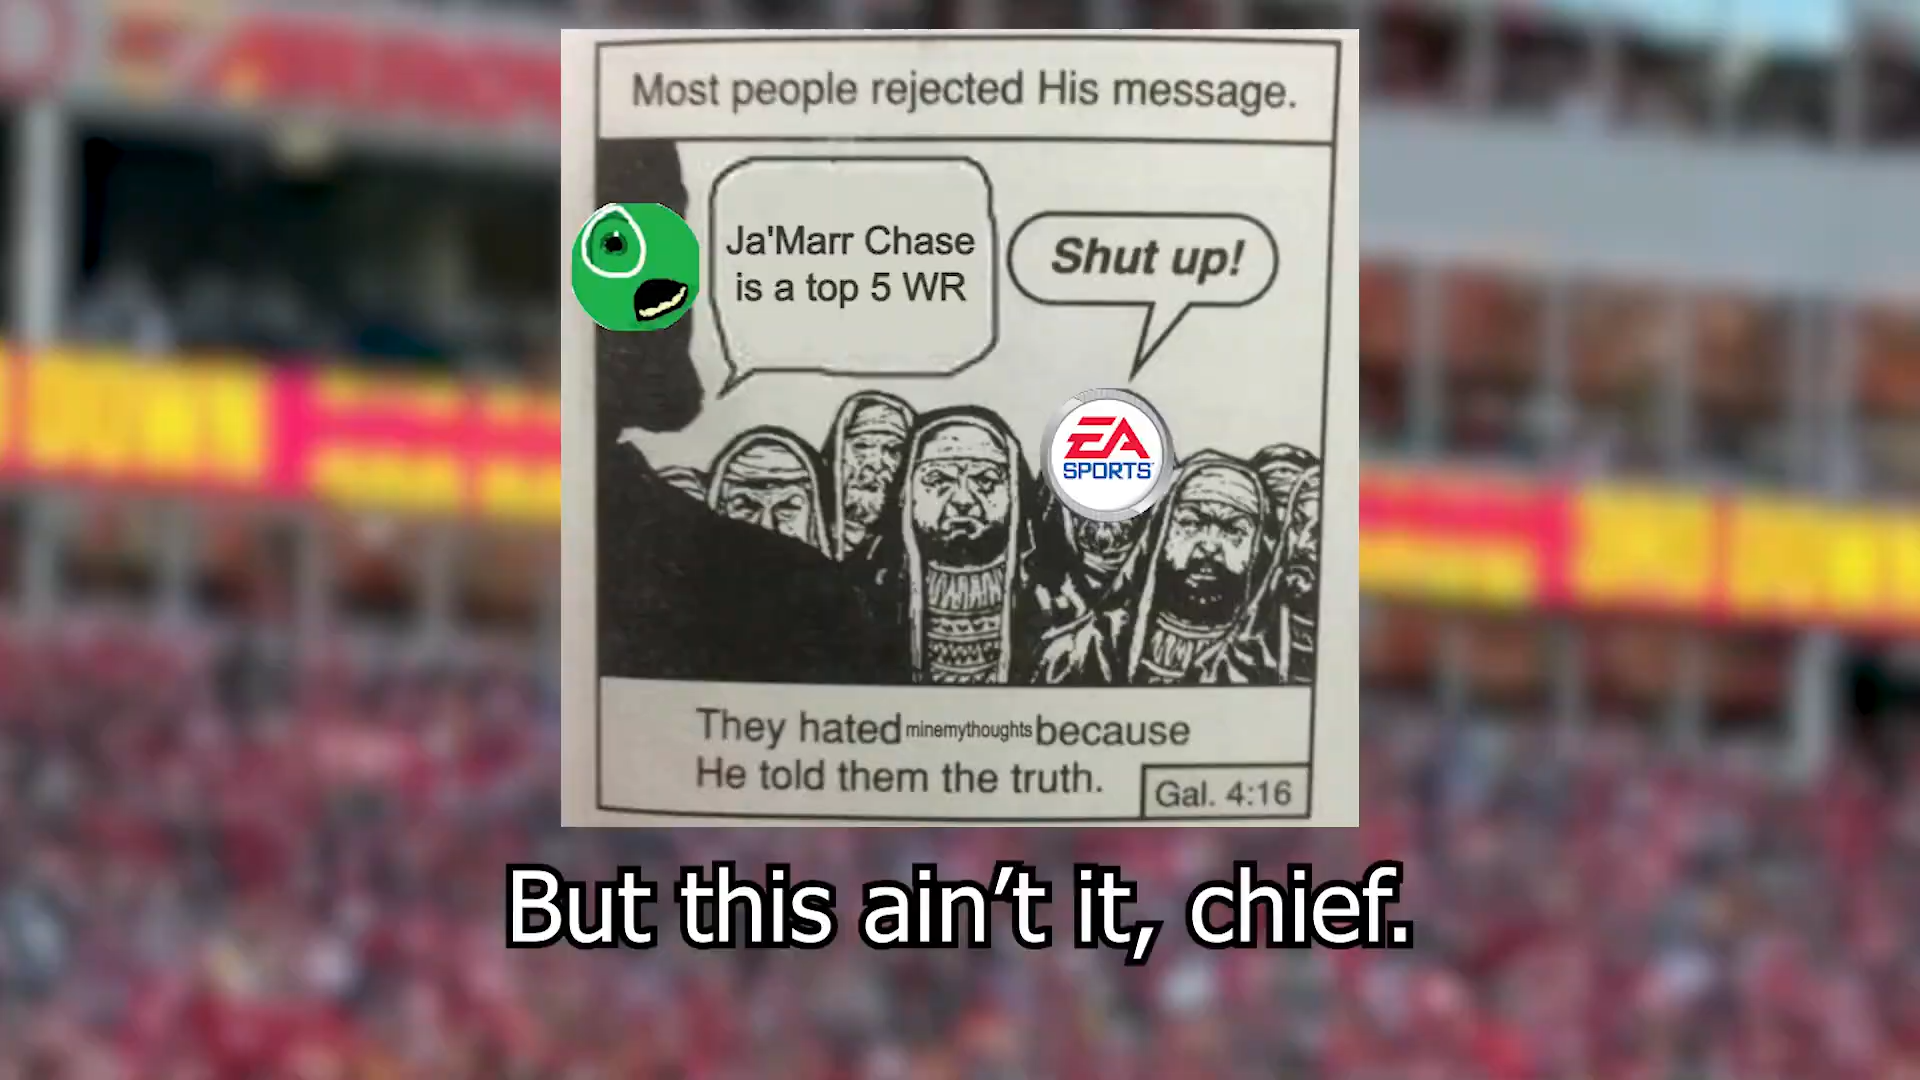 Most people rejected His message.
Ja'Marr Chase
is a top 5 WR
Shut up!
EA
SPORTS
They hated minemythoughts because
He told them the truth.
Gal. 4:16
But this ain’t it, chief.